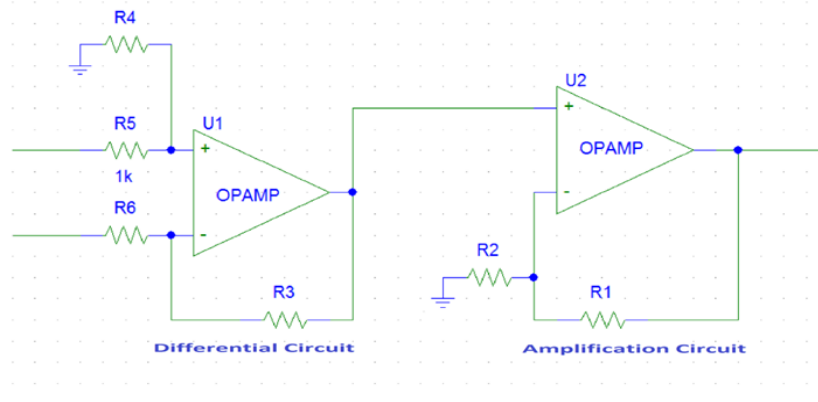 R4
R5
U1
+
OPAMP
1k
R6
-
R3
Differential Circuit
U2
+
OPAMP
-
R2
R1
Amplification Circuit